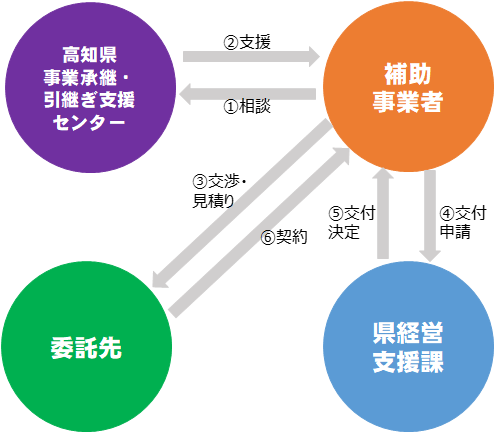 高知県
事業承継・
引継ぎ支援
センター
②支援
①相談
補助
事業者
③交渉・
見積り
⑥契約
⑤交付
決定
④交付
申請
委託先
県経営
支援課